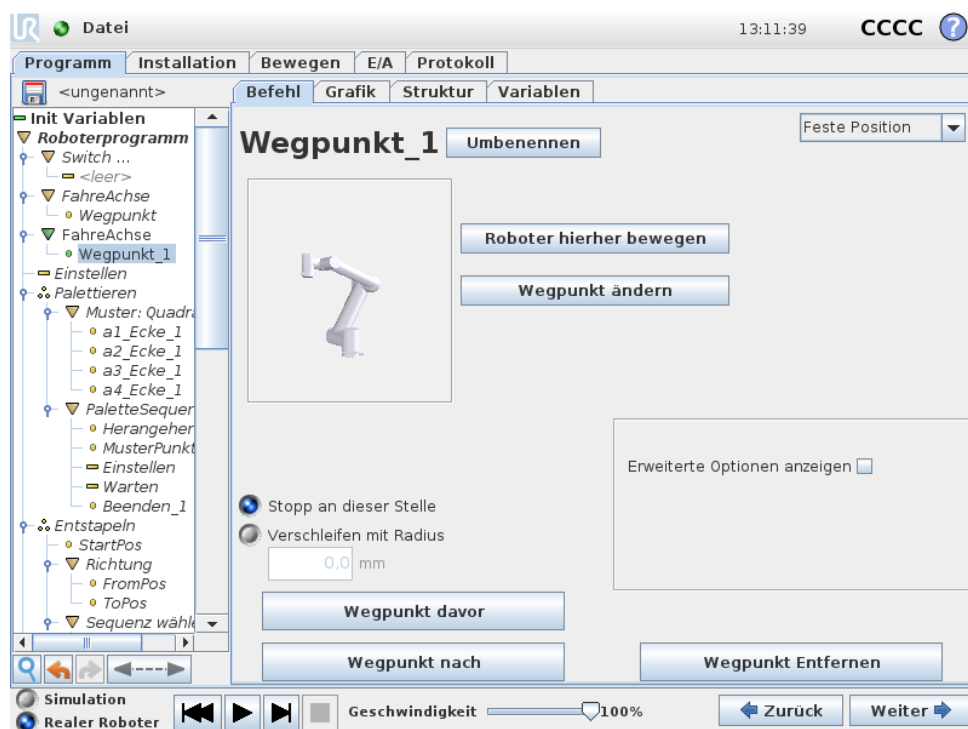 Datei
13:11:39
CCCC
?
Programm Installation Bewegen E/A Protokoll
<ungenannt>
Befehl Grafik Struktur Variablen
Init Variablen
Roboterprogramm
Switch ...
<leer>
FahreAchse
Wegpunkt
FahreAchse
Wegpunkt_1
Einstellen
Palettieren
Muster: Quadra
a1_Ecke_1
a2_Ecke_1
a3_Ecke_1
a4_Ecke_1
PaletteSequen
Herangehen
MusterPunkt
Einstellen
Warten
Beenden_1
Entstapeln
StartPos
Richtung
FromPos
ToPos
Sequenz wähle
Wegpunkt_1
Umbenennen
Feste Position
Roboter hierher bewegen
Wegpunkt ändern
Erweiterte Optionen anzeigen
Stopp an dieser Stelle
Verschleifen mit Radius
0,0 mm
Wegpunkt davor
Wegpunkt nach
Wegpunkt Entfernen
Simulation
Realer Roboter
Geschwindigkeit 100%
Zurück
Weiter